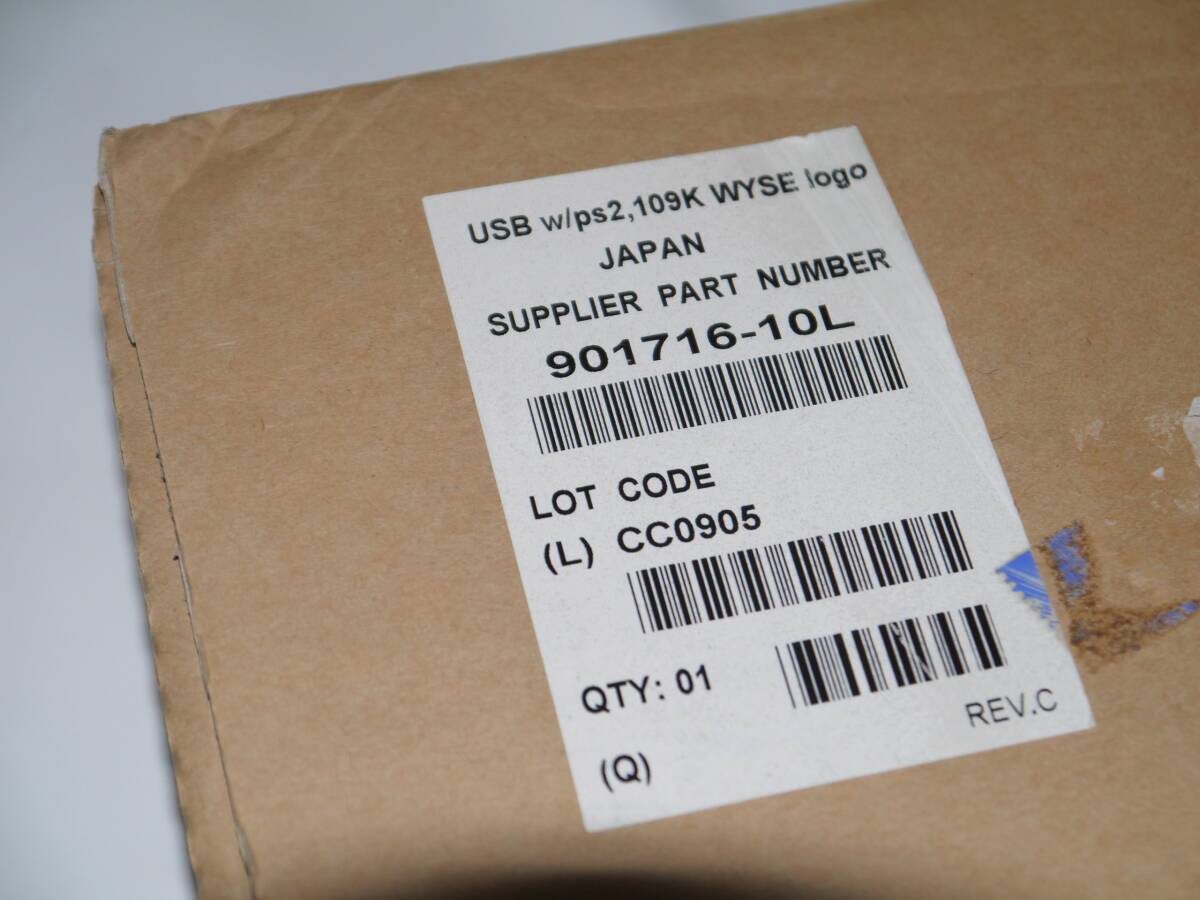 USB w/ps2,109K WYSE logo
JAPAN
SUPPLIER PART NUMBER
901716-10L
LOT CODE
(L) CC0905
QTY: 01
REV.C
(Q)